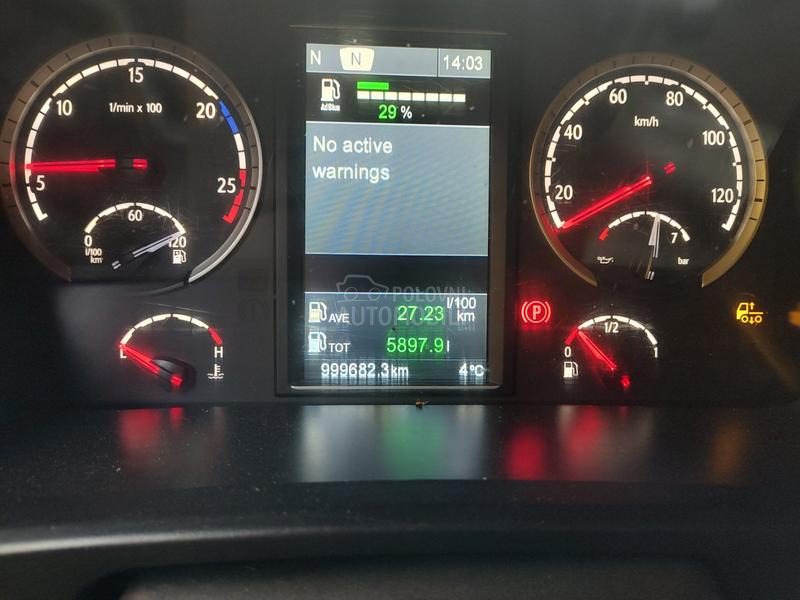 5
10
15
20
25
1/min x 100
0
60
120
l/100
km
L
H
N
N
14:03
AdBlue
29 %
No active
warnings
l/100
AVE 27.23 km
TOT 5897.9 l
999682.3 km 4°C
POLOVNI
AUTOMOBILI
20
40
60
80
100
120
km/h
7
bar
P
0
1/2
1